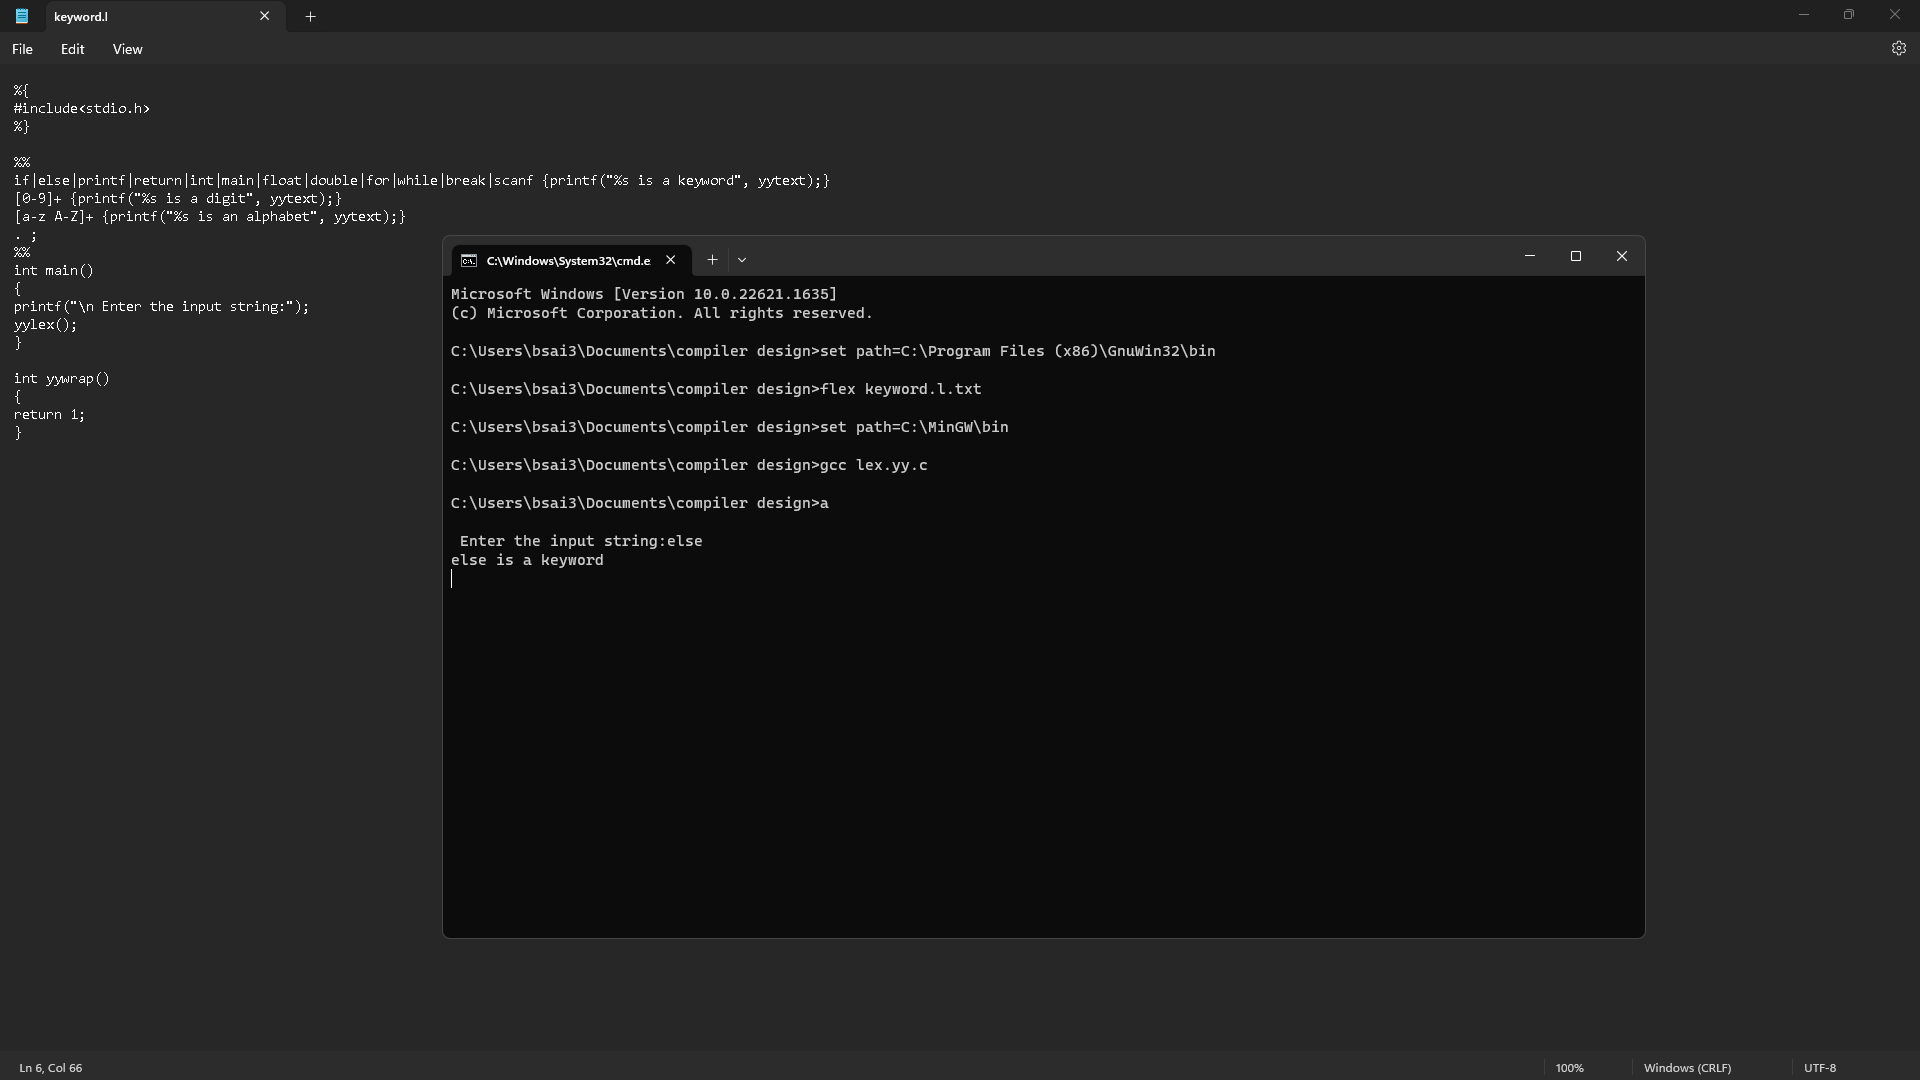 keyword.l
File Edit View
%{
#include<stdio.h>
%}
%%
if|else|printf|return|int|main|float|double|for|while|break|scanf {printf("%s is a keyword", yytext);}
[0-9]+ {printf("%s is a digit", yytext);}
[a-z A-Z]+ {printf("%s is an alphabet", yytext);}
. ;
%%
int main()
{
printf("\n Enter the input string:");
yylex();
}
int yywrap()
{
return 1;
}
C:\Windows\System32\cmd.e
Microsoft Windows [Version 10.0.22621.1635]
(c) Microsoft Corporation. All rights reserved.
C:\Users\bsai3\Documents\compiler design>set path=C:\Program Files (x86)\GnuWin32\bin
C:\Users\bsai3\Documents\compiler design>flex keyword.l.txt
C:\Users\bsai3\Documents\compiler design>set path=C:\MinGW\bin
C:\Users\bsai3\Documents\compiler design>gcc lex.yy.c
C:\Users\bsai3\Documents\compiler design>a
Enter the input string:else
else is a keyword
Ln 6, Col 66 100% Windows (CRLF) UTF-8